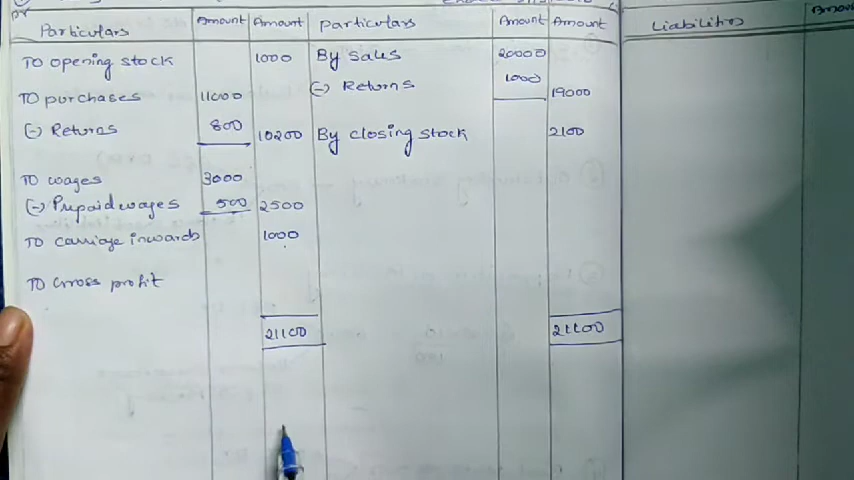 Dr
Particulars Amount Amount Particulars Amount Amount Liabilities
TO opening stock 1000 By sales 20000
(-) Returns 1000 19000
TO purchases 11000
(-) Returns 800 10200 By closing stock 2100
TO wages 3000
(-) Prepaid wages 500 2500
TO carriage inwards 1000
TO Gross profit
21100 21100